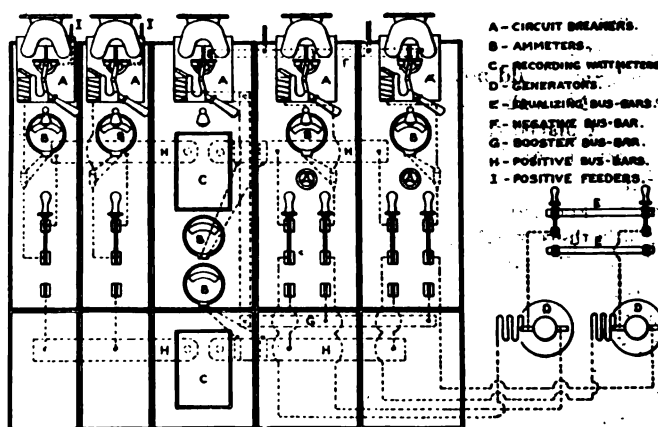 I I
A A A A A
F
A - CIRCUIT BREAKERS.
B - AMMETERS.
C - RECORDING WATTMETERS
D - GENERATORS.
E - EQUALIZING BUS-BARS.
F - NEGATIVE BUS-BAR.
G - BOOSTER BUS-BAR.
H - POSITIVE BUS-BARS.
I - POSITIVE FEEDERS.
B B B B
H H
C
B
B
E
E
G
H H
C
D D